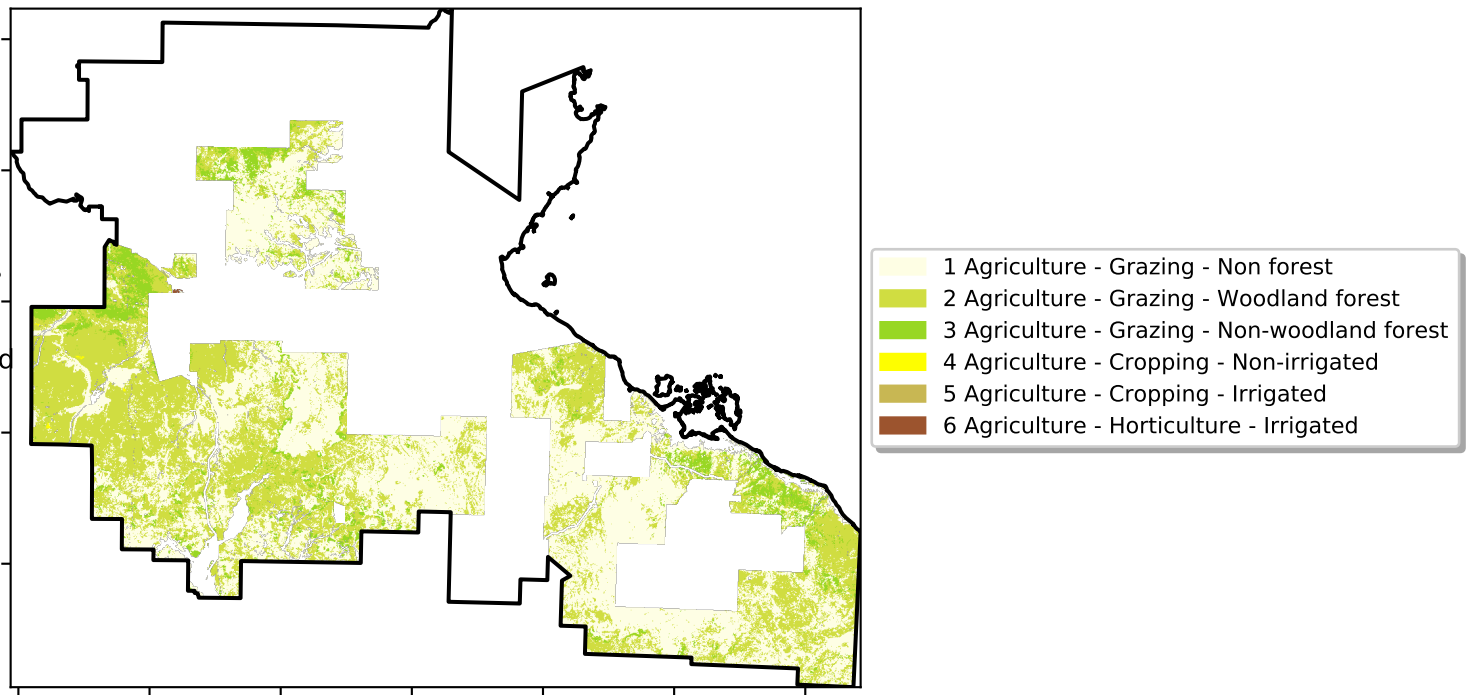 1 Agriculture - Grazing - Non forest
2 Agriculture - Grazing - Woodland forest
3 Agriculture - Grazing - Non-woodland forest
d
4 Agriculture - Cropping - Non-irrigated
5 Agriculture - Cropping - Irrigated
6 Agriculture - Horticulture - Irrigated